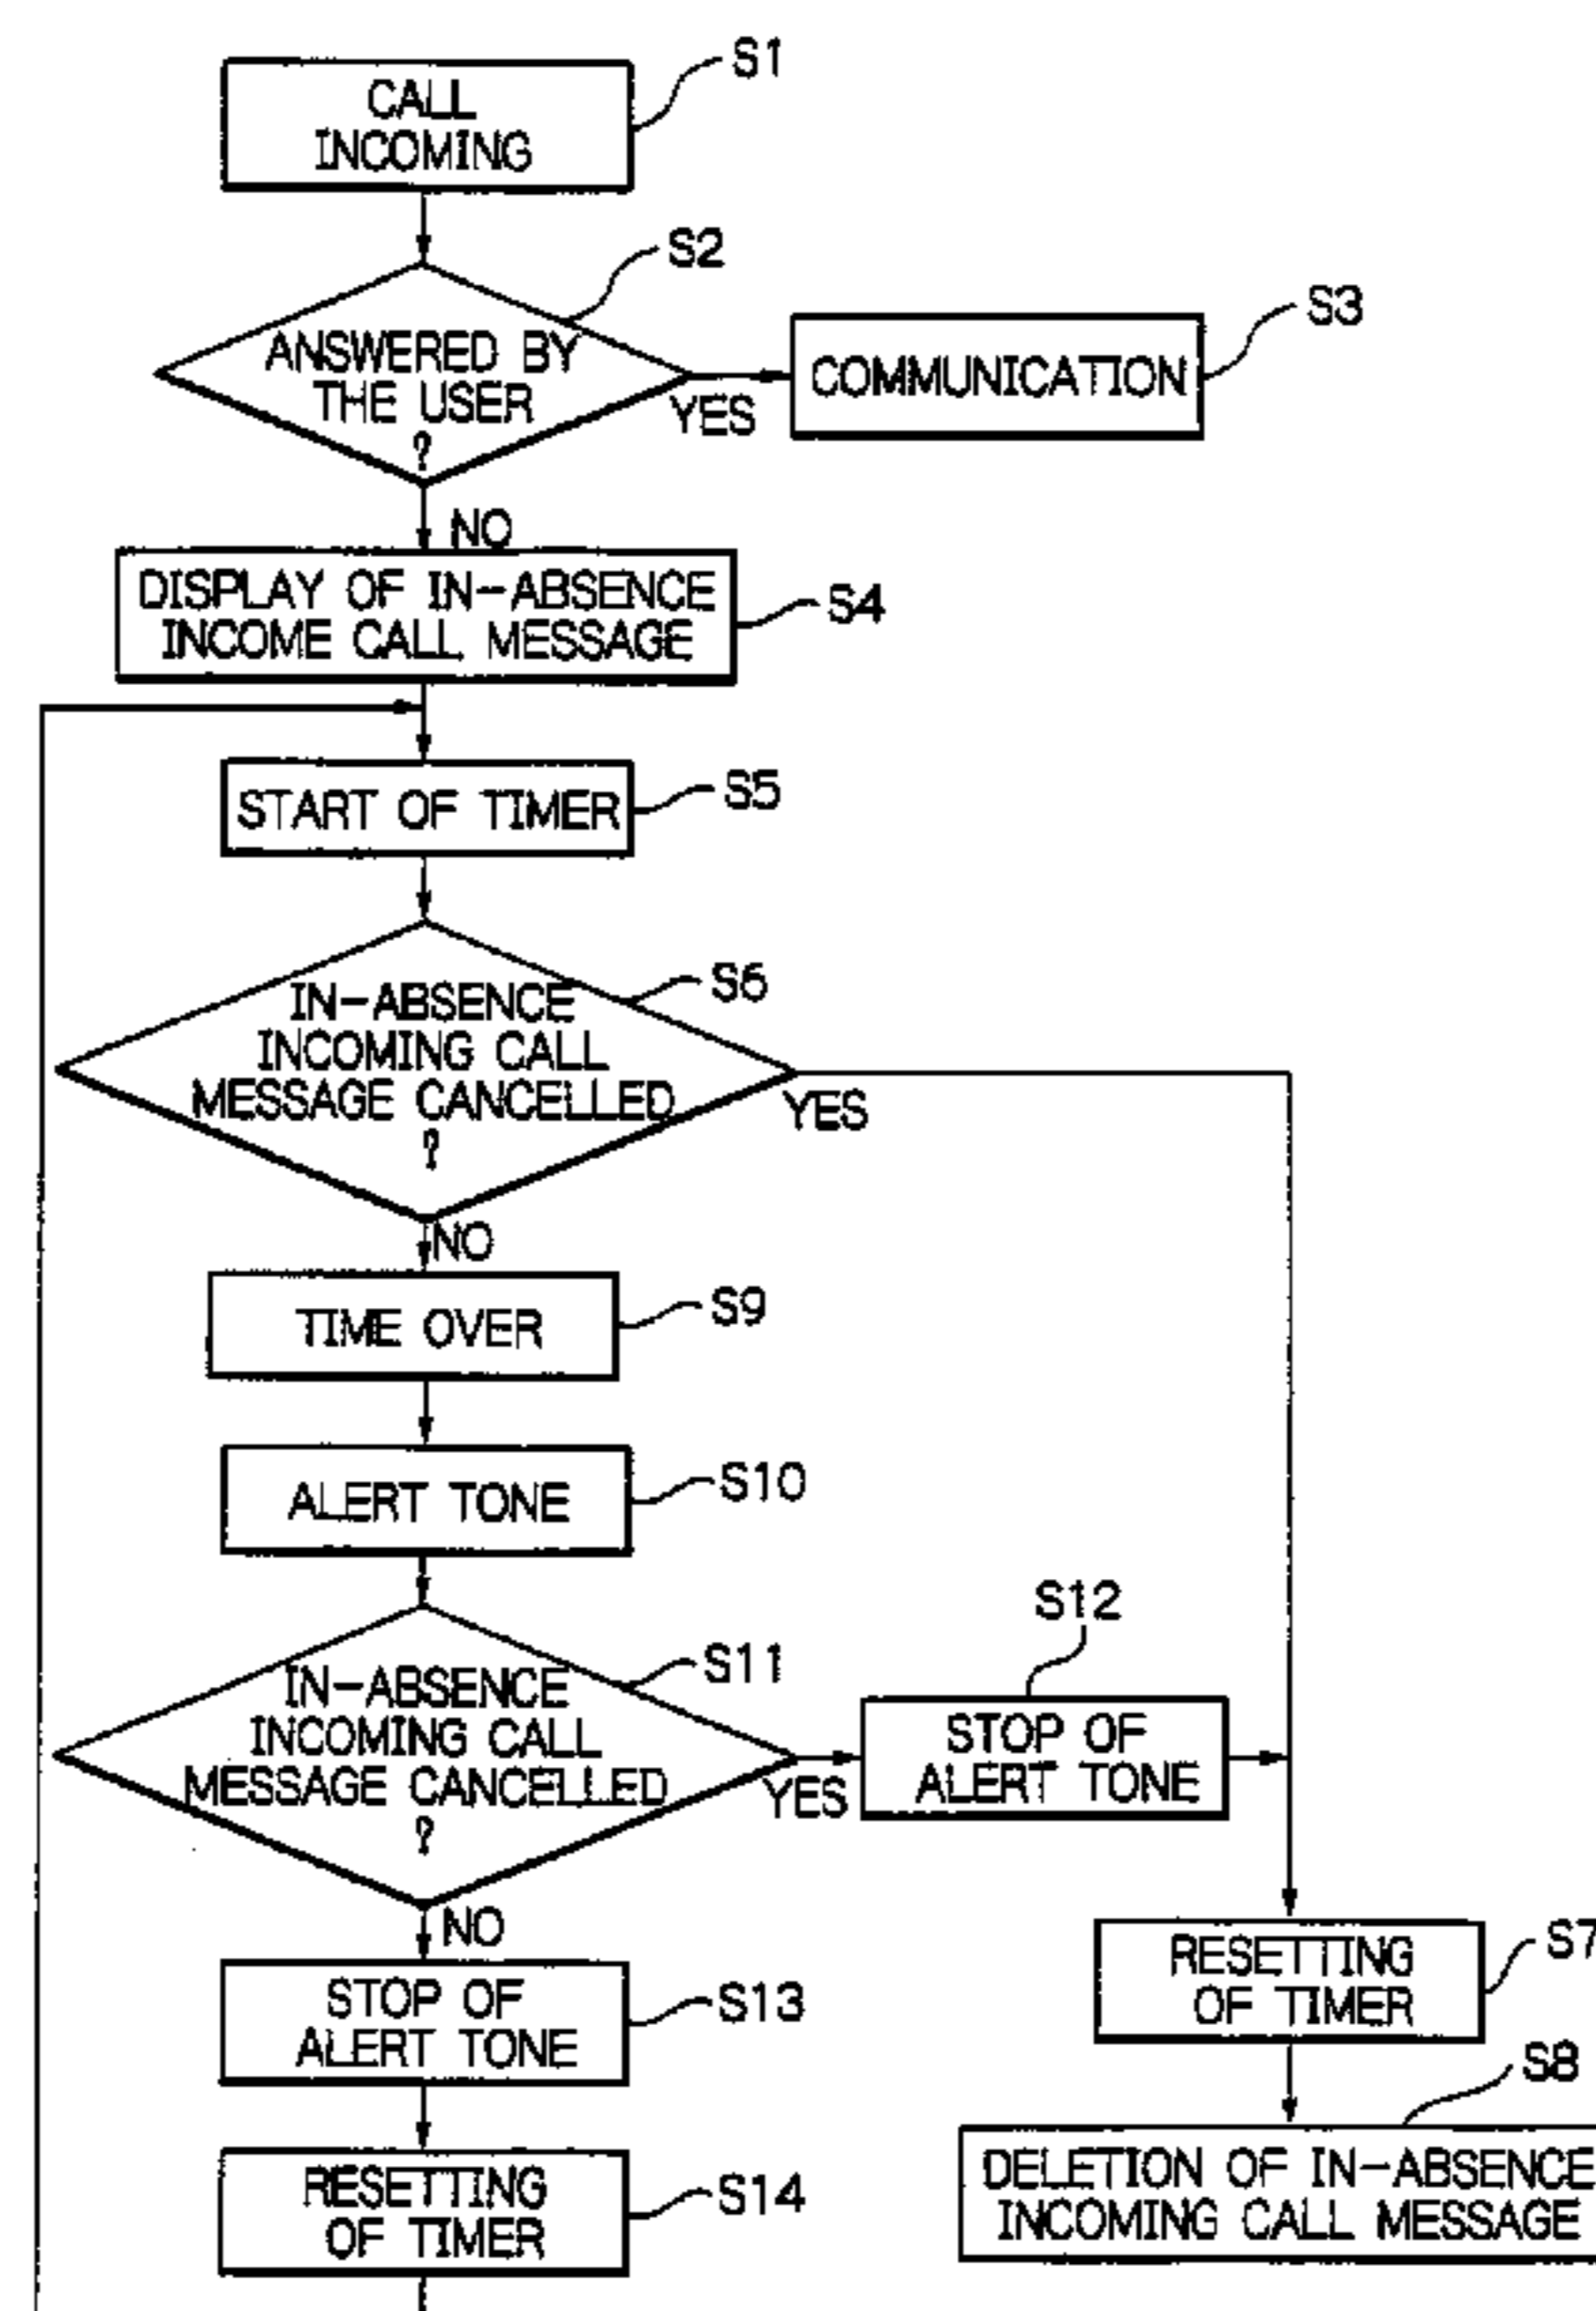 S1
CALL
INCOMING
S2
ANSWERED BY
THE USER
?
YES
S3
COMMUNICATION
NO
DISPLAY OF IN-ABSENCE
INCOME CALL MESSAGE
S4
START OF TIMER
S5
S6
IN-ABSENCE
INCOMING CALL
MESSAGE CANCELLED
?
YES
NO
TIME OVER
S9
ALERT TONE
S10
S11
IN-ABSENCE
INCOMING CALL
MESSAGE CANCELLED
?
YES
S12
STOP OF
ALERT TONE
NO
STOP OF
ALERT TONE
S13
RESETTING
OF TIMER
S7
RESETTING
OF TIMER
S14
S8
DELETION OF IN-ABSENCE
INCOMING CALL MESSAGE